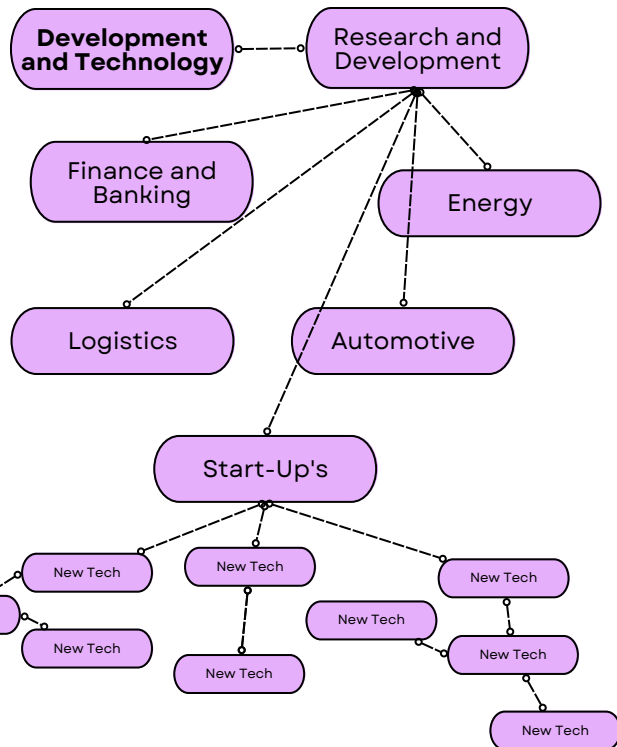 Development
and Technology
Research and
Development
Finance and
Banking
Energy
Logistics
Automotive
Start-Up's
New Tech
New Tech
New Tech
New Tech
New Tech
New Tech
New Tech
New Tech